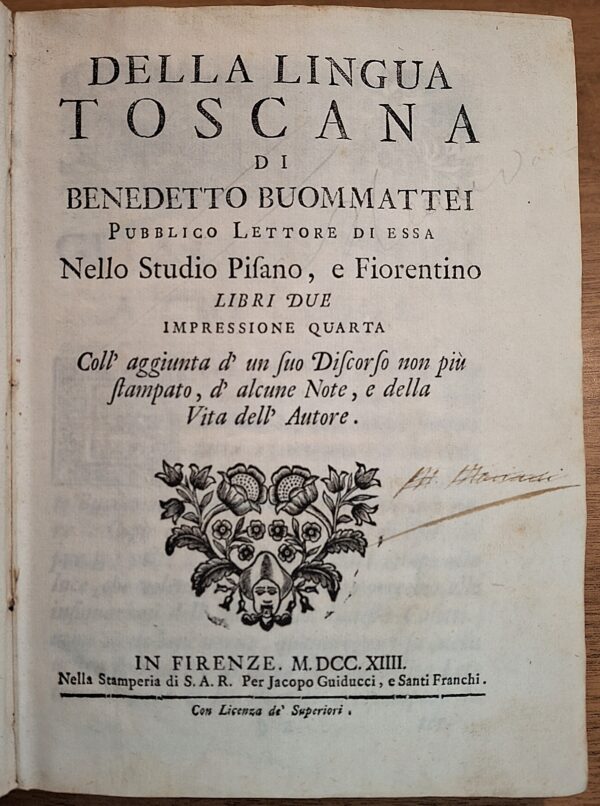 DELLA LINGUA
TOSCANA
DI
BENEDETTO BUOMMATTEI
PUBBLICO LETTORE DI ESSA
Nello Studio Piſano, e Fiorentino
LIBRI DUE
IMPRESSIONE QUARTA
Coll' aggiunta d' un ſuo Diſcorſo non più
ſtampato, d' alcune Note, e della
Vita dell' Autore.
IN FIRENZE. M.DCC.XIIII.
Nella Stamperia di S. A. R. Per Jacopo Guiducci, e Santi Franchi.
Con Licenza de' Superiori.